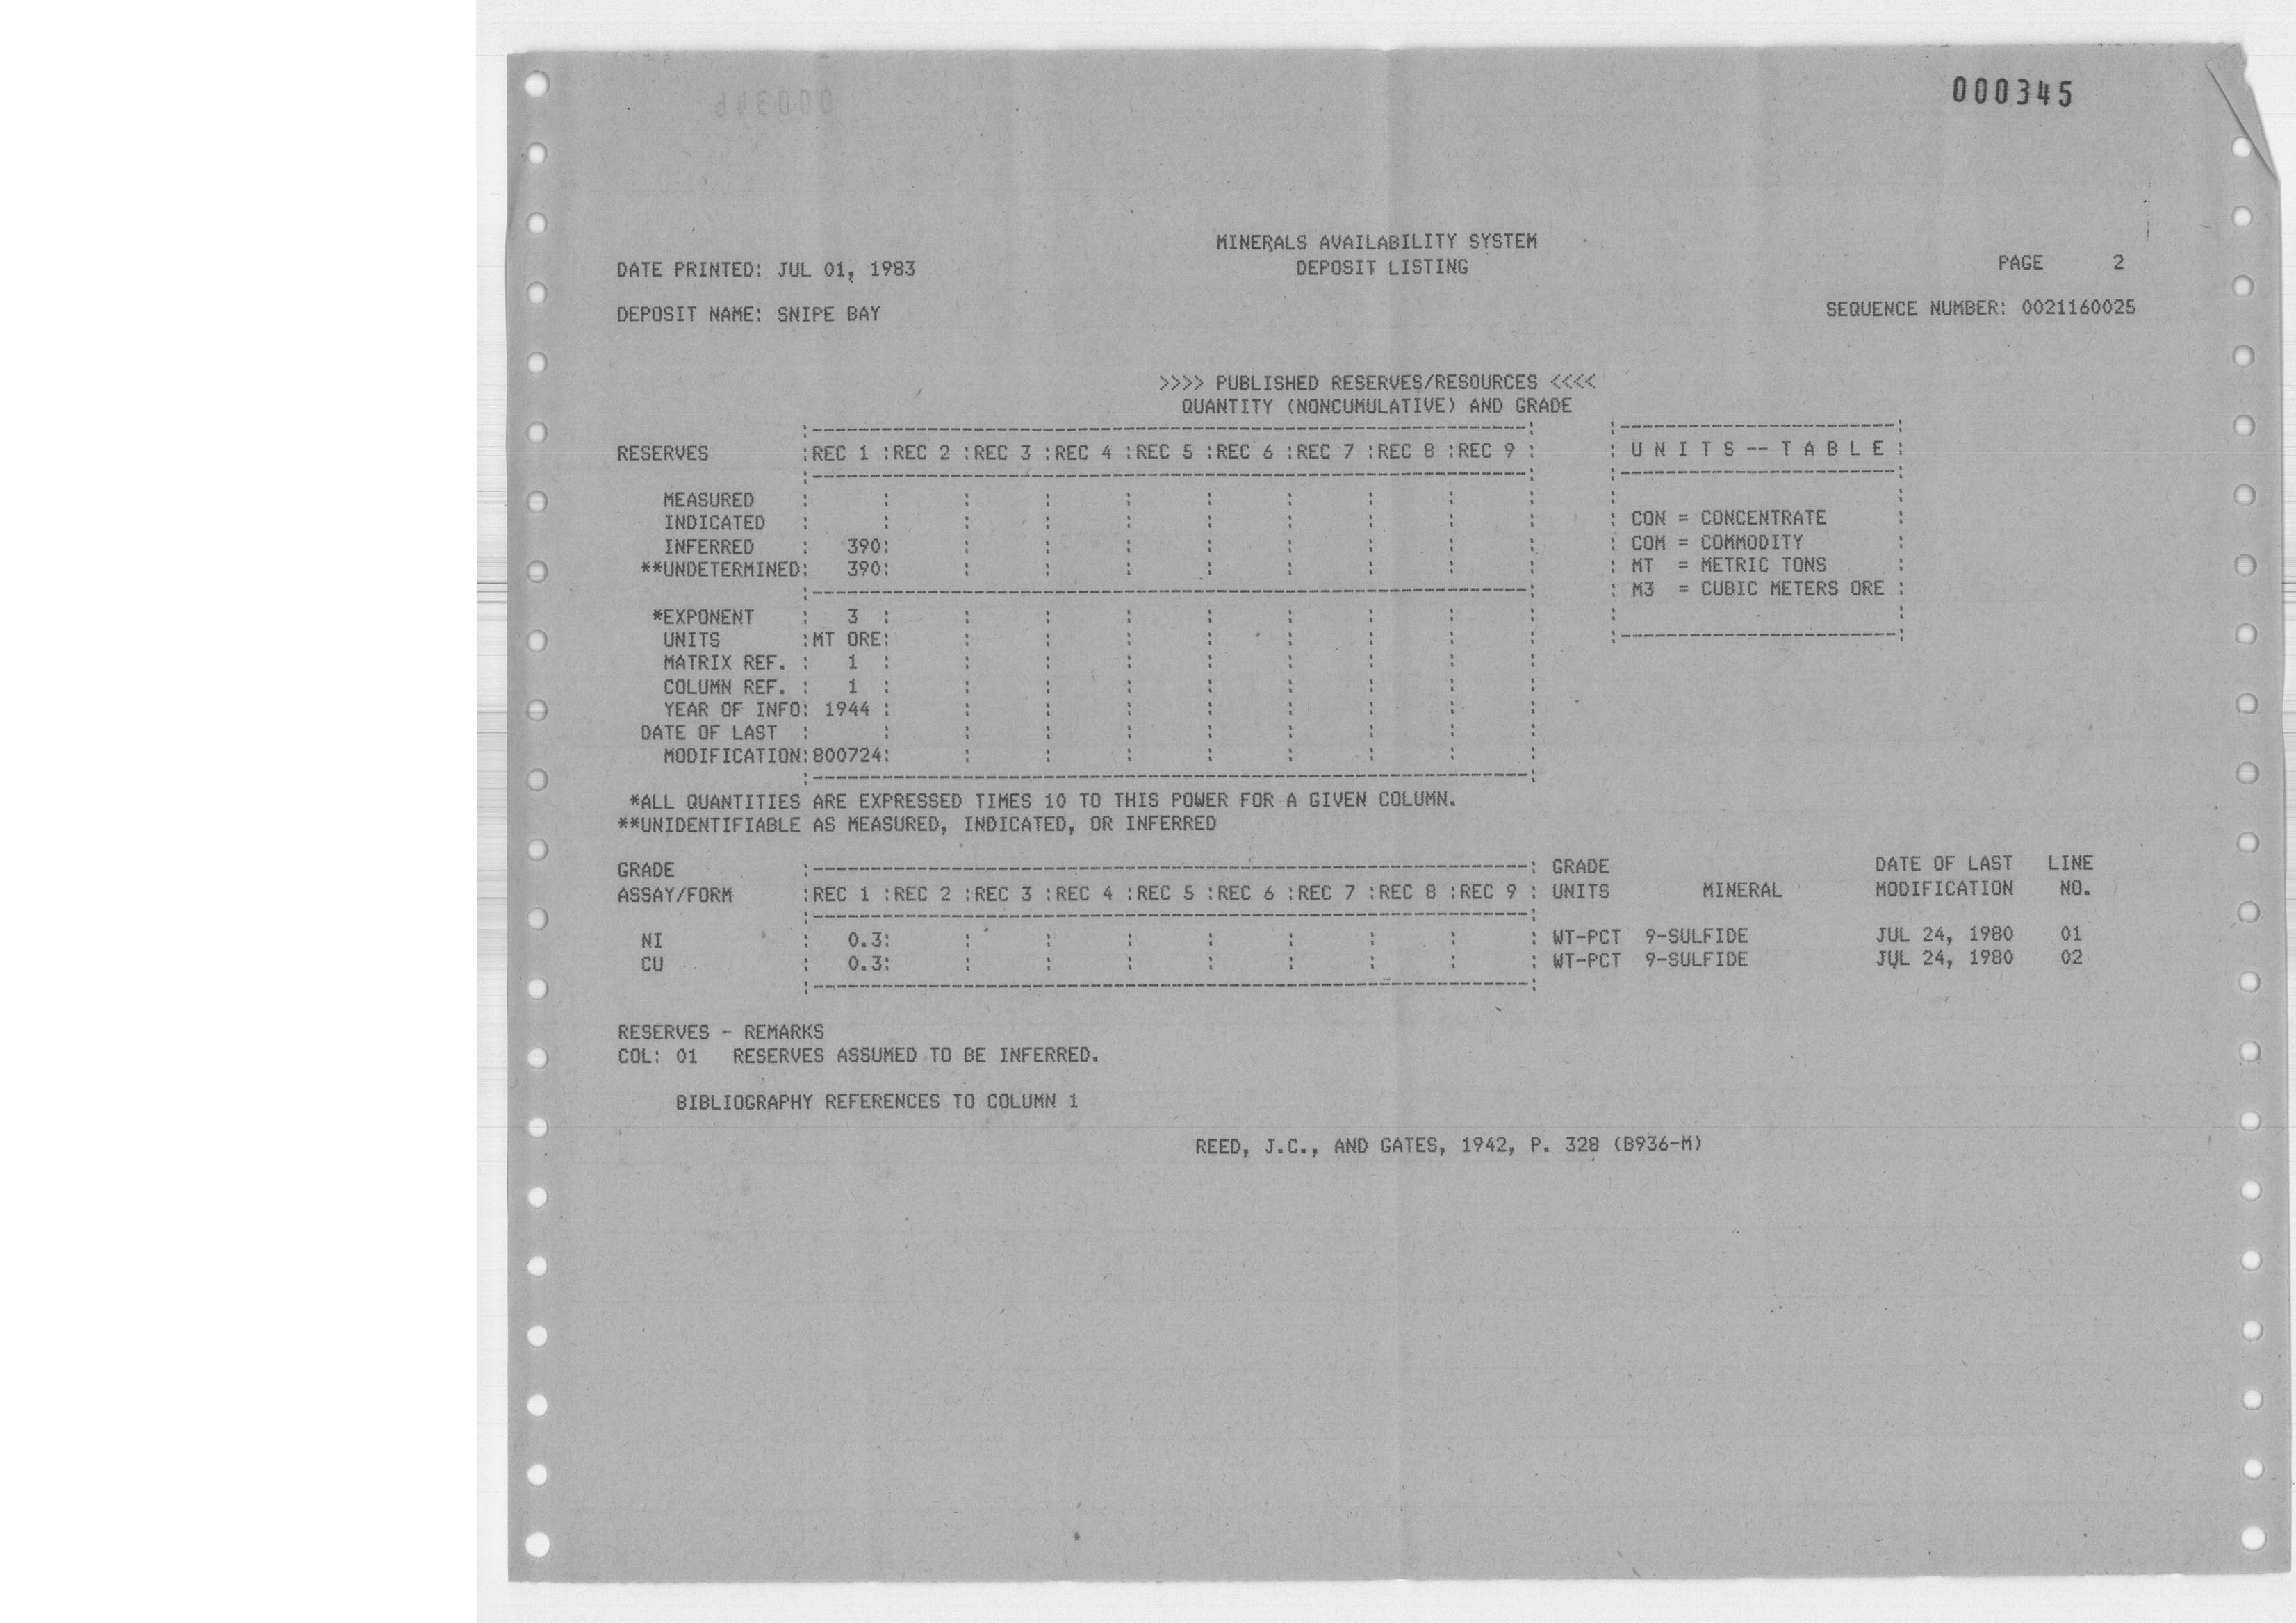 000345
MINERALS AVAILABILITY SYSTEM
DATE PRINTED: JUL 01, 1983 DEPOSIT LISTING PAGE 2
DEPOSIT NAME: SNIPE BAY SEQUENCE NUMBER: 0021160025
>>>> PUBLISHED RESERVES/RESOURCES <<<<
QUANTITY (NONCUMULATIVE) AND GRADE
RESERVES :REC 1 :REC 2 :REC 3 :REC 4 :REC 5 :REC 6 :REC 7 :REC 8 :REC 9 : : U N I T S -- T A B L E :
MEASURED
INDICATED : CON = CONCENTRATE :
INFERRED : 390: : COM = COMMODITY :
**UNDETERMINED: 390: : MT = METRIC TONS :
: M3 = CUBIC METERS ORE :
*EXPONENT : 3 :
UNITS :MT ORE:
MATRIX REF. : 1 :
COLUMN REF. : 1 :
YEAR OF INFO: 1944 :
DATE OF LAST :
MODIFICATION:800724:
*ALL QUANTITIES ARE EXPRESSED TIMES 10 TO THIS POWER FOR A GIVEN COLUMN.
**UNIDENTIFIABLE AS MEASURED, INDICATED, OR INFERRED
GRADE GRADE DATE OF LAST LINE
ASSAY/FORM :REC 1 :REC 2 :REC 3 :REC 4 :REC 5 :REC 6 :REC 7 :REC 8 :REC 9 : UNITS MINERAL MODIFICATION NO.
NI : 0.3: WT-PCT 9-SULFIDE JUL 24, 1980 01
CU : 0.3: WT-PCT 9-SULFIDE JUL 24, 1980 02
RESERVES - REMARKS
COL: 01 RESERVES ASSUMED TO BE INFERRED.
BIBLIOGRAPHY REFERENCES TO COLUMN 1
REED, J.C., AND GATES, 1942, P. 328 (B936-M)